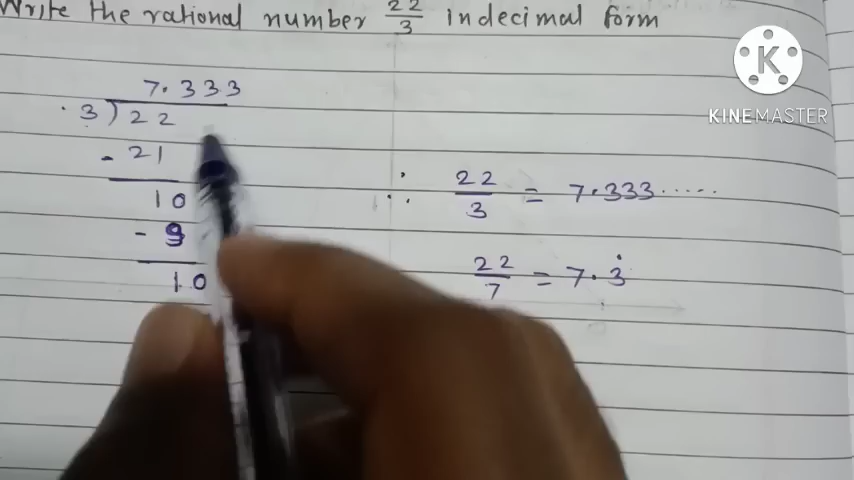 Write the rational number 22/3 in decimal form
7.333
3)22
-21
10
-9
10
∴ 22/3 = 7.333.....
22/7 = 7.3̇
K
KINEMASTER